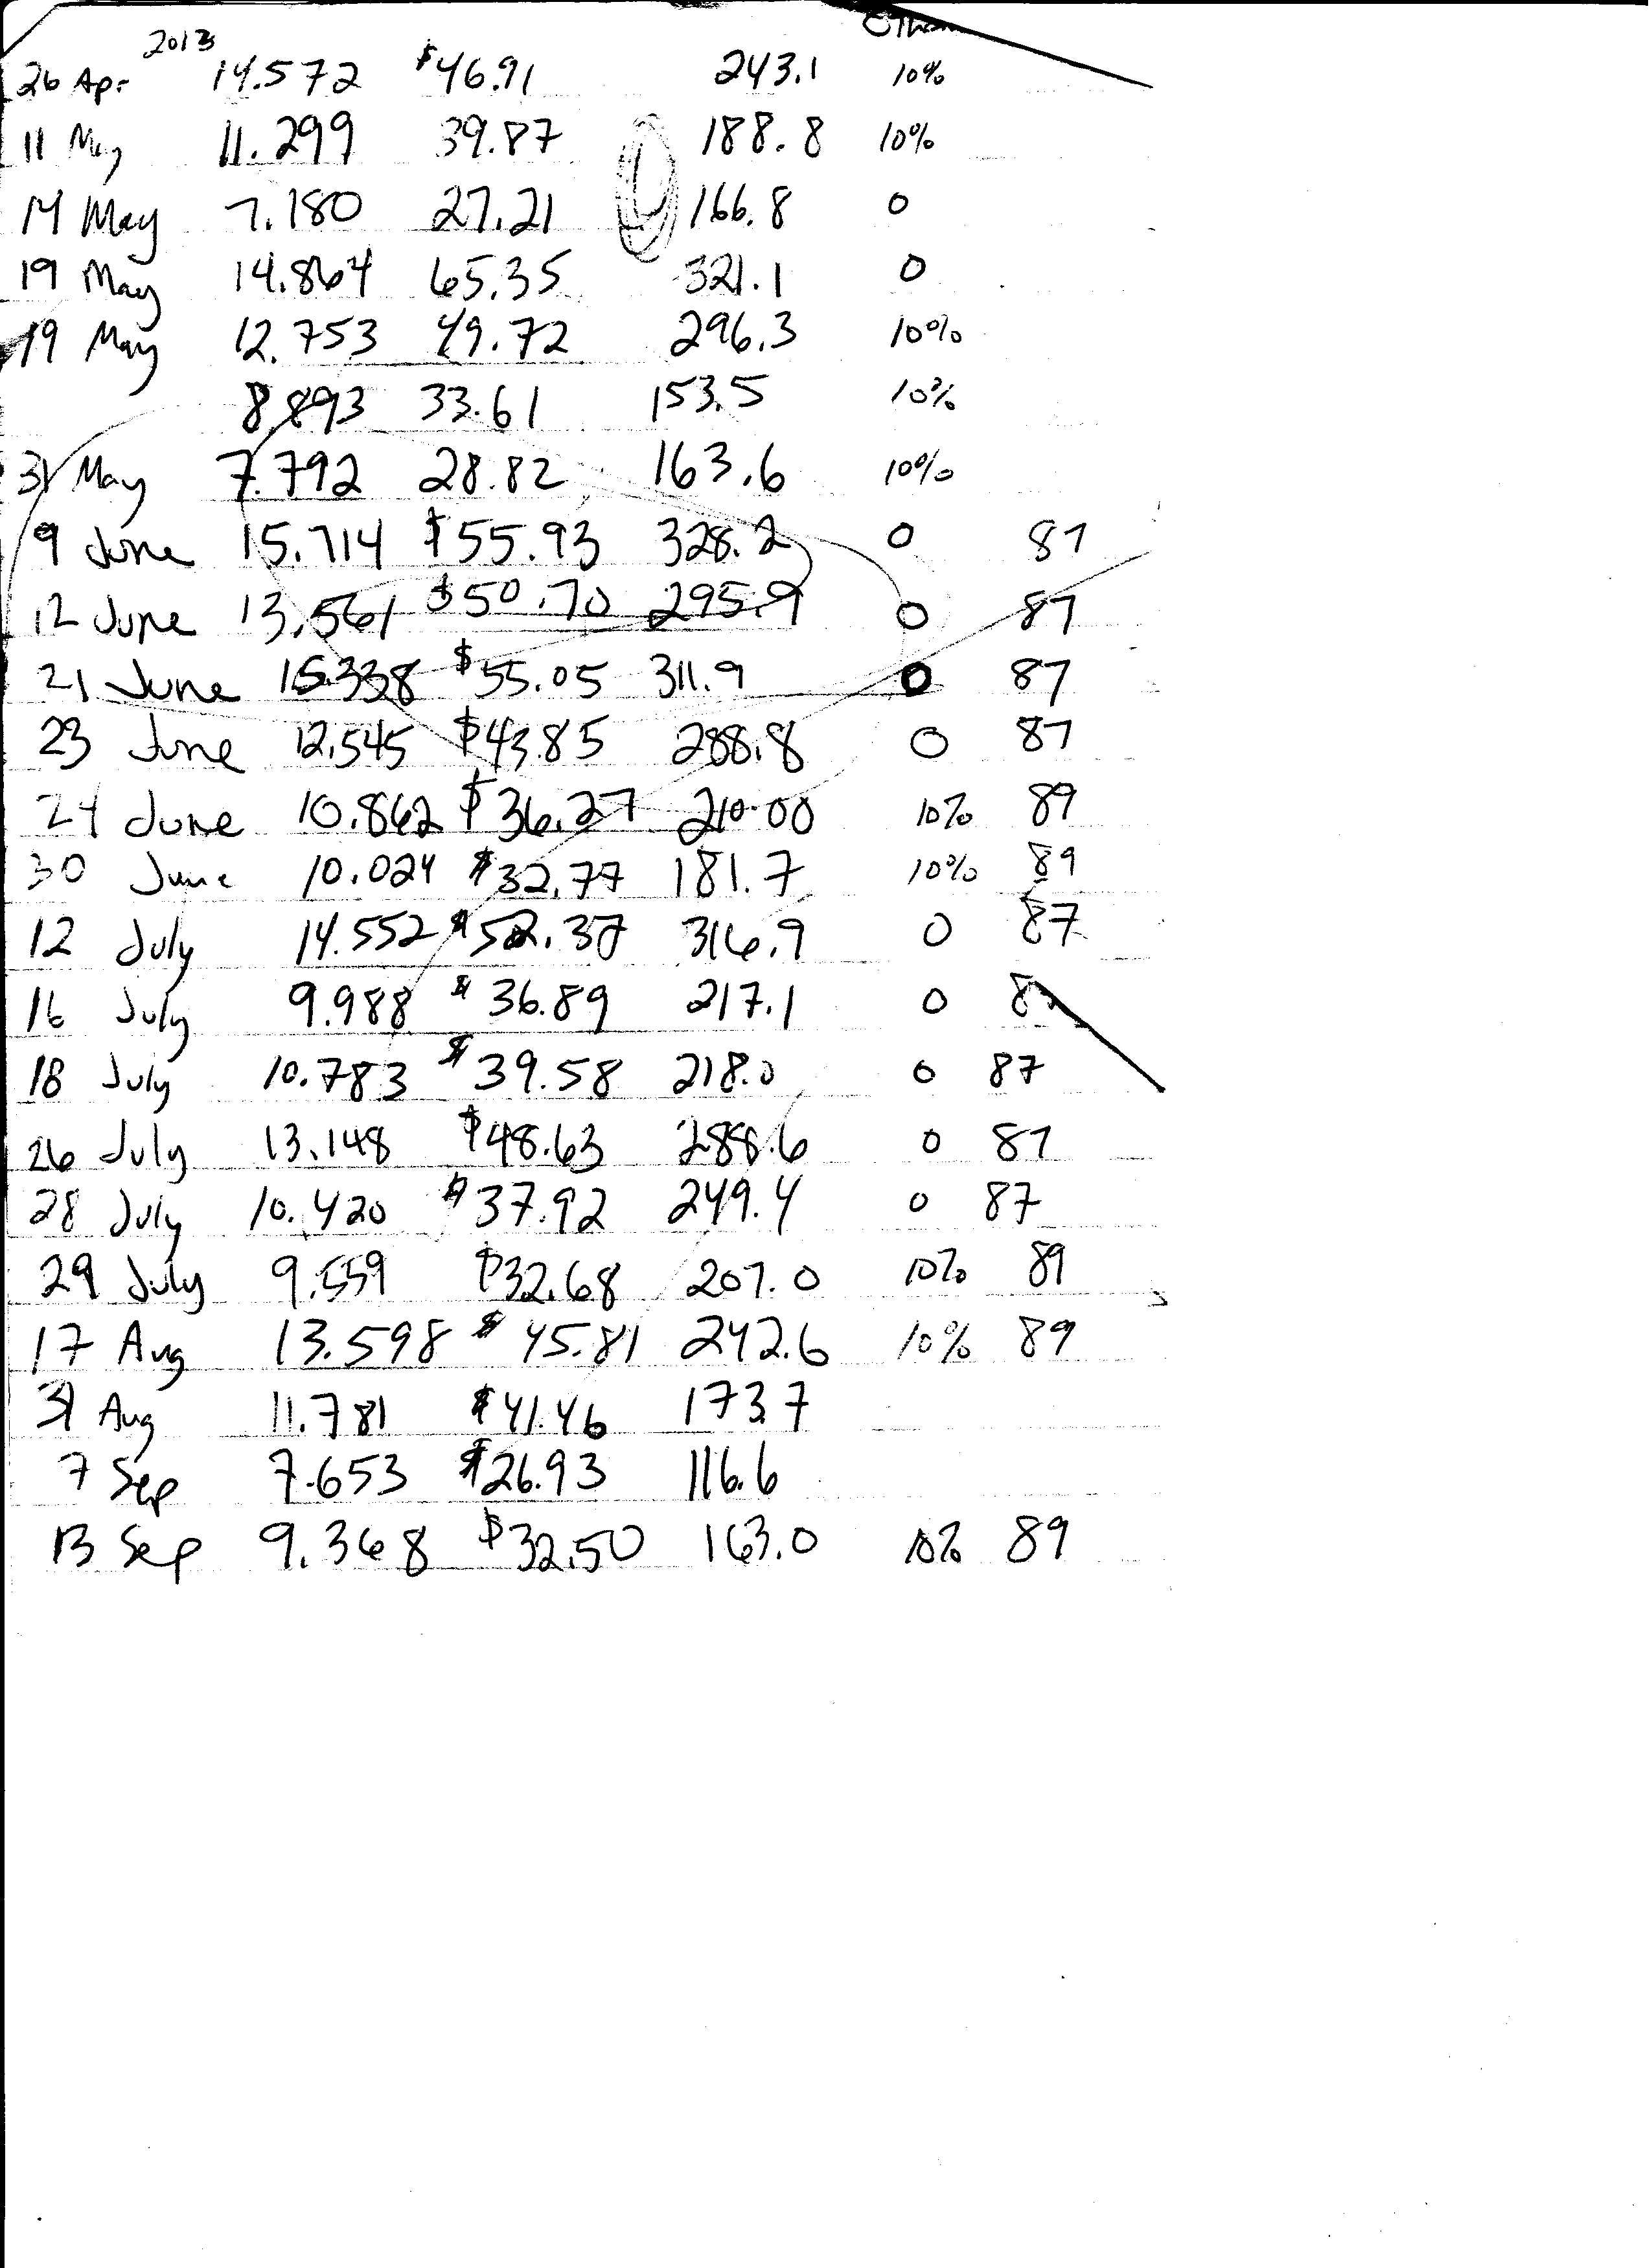 2013
26 Apr 14.572 $46.91 243.1 10%
11 May 11.299 39.87 188.8 10%
14 May 7.180 27.21 166.8 0
19 May 14.864 65.35 321.1 0
19 May 12.753 49.72 296.3 10%
8.893 33.61 153.5 10%
31 May 7.792 28.82 163.6 10%
9 June 15.714 $55.93 328.2 0 87
12 June 13.561 $50.70 295.9 0 87
21 June 15.338 $55.05 311.9 0 87
23 June 12.545 $43.85 288.8 0 87
24 June 10.862 $36.27 210.00 10% 89
30 June 10.024 $32.77 181.7 10% 89
12 July 14.552 $52.37 316.9 0 87
16 July 9.988 $36.89 217.1 0
18 July 10.783 $39.58 218.0 0 87
26 July 13.148 $48.63 288.6 0 87
28 July 10.420 $37.92 249.4 0 87
29 July 9.559 $32.68 207.0 10% 89
17 Aug 13.598 $45.81 242.6 10% 89
31 Aug 11.781 $41.46 173.7
7 Sep 7.653 $26.93 116.6
13 Sep 9.368 $32.50 163.0 10% 89